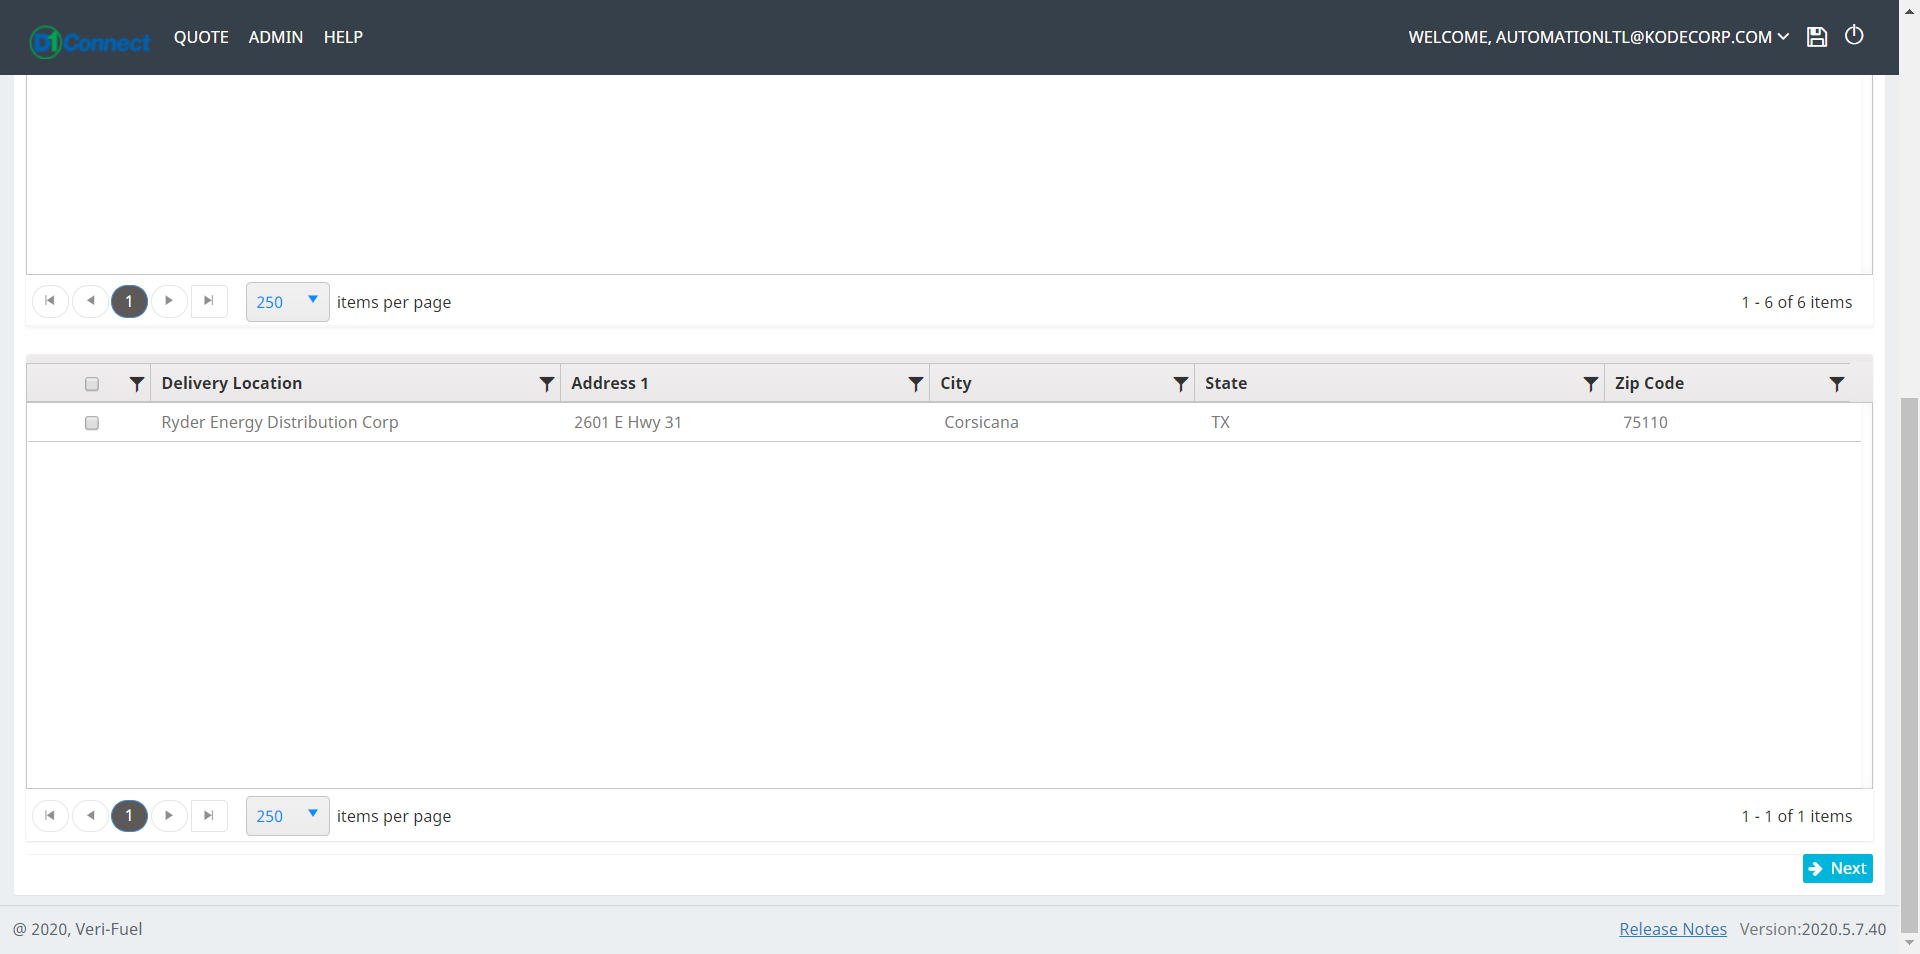 D1Connect QUOTE ADMIN HELP WELCOME, AUTOMATIONLTL@KODECORP.COM
1 250 items per page 1 - 6 of 6 items
Delivery Location Address 1 City State Zip Code
Ryder Energy Distribution Corp 2601 E Hwy 31 Corsicana TX 75110
1 250 items per page 1 - 1 of 1 items
Next
@ 2020, Veri-Fuel Release Notes Version:2020.5.7.40